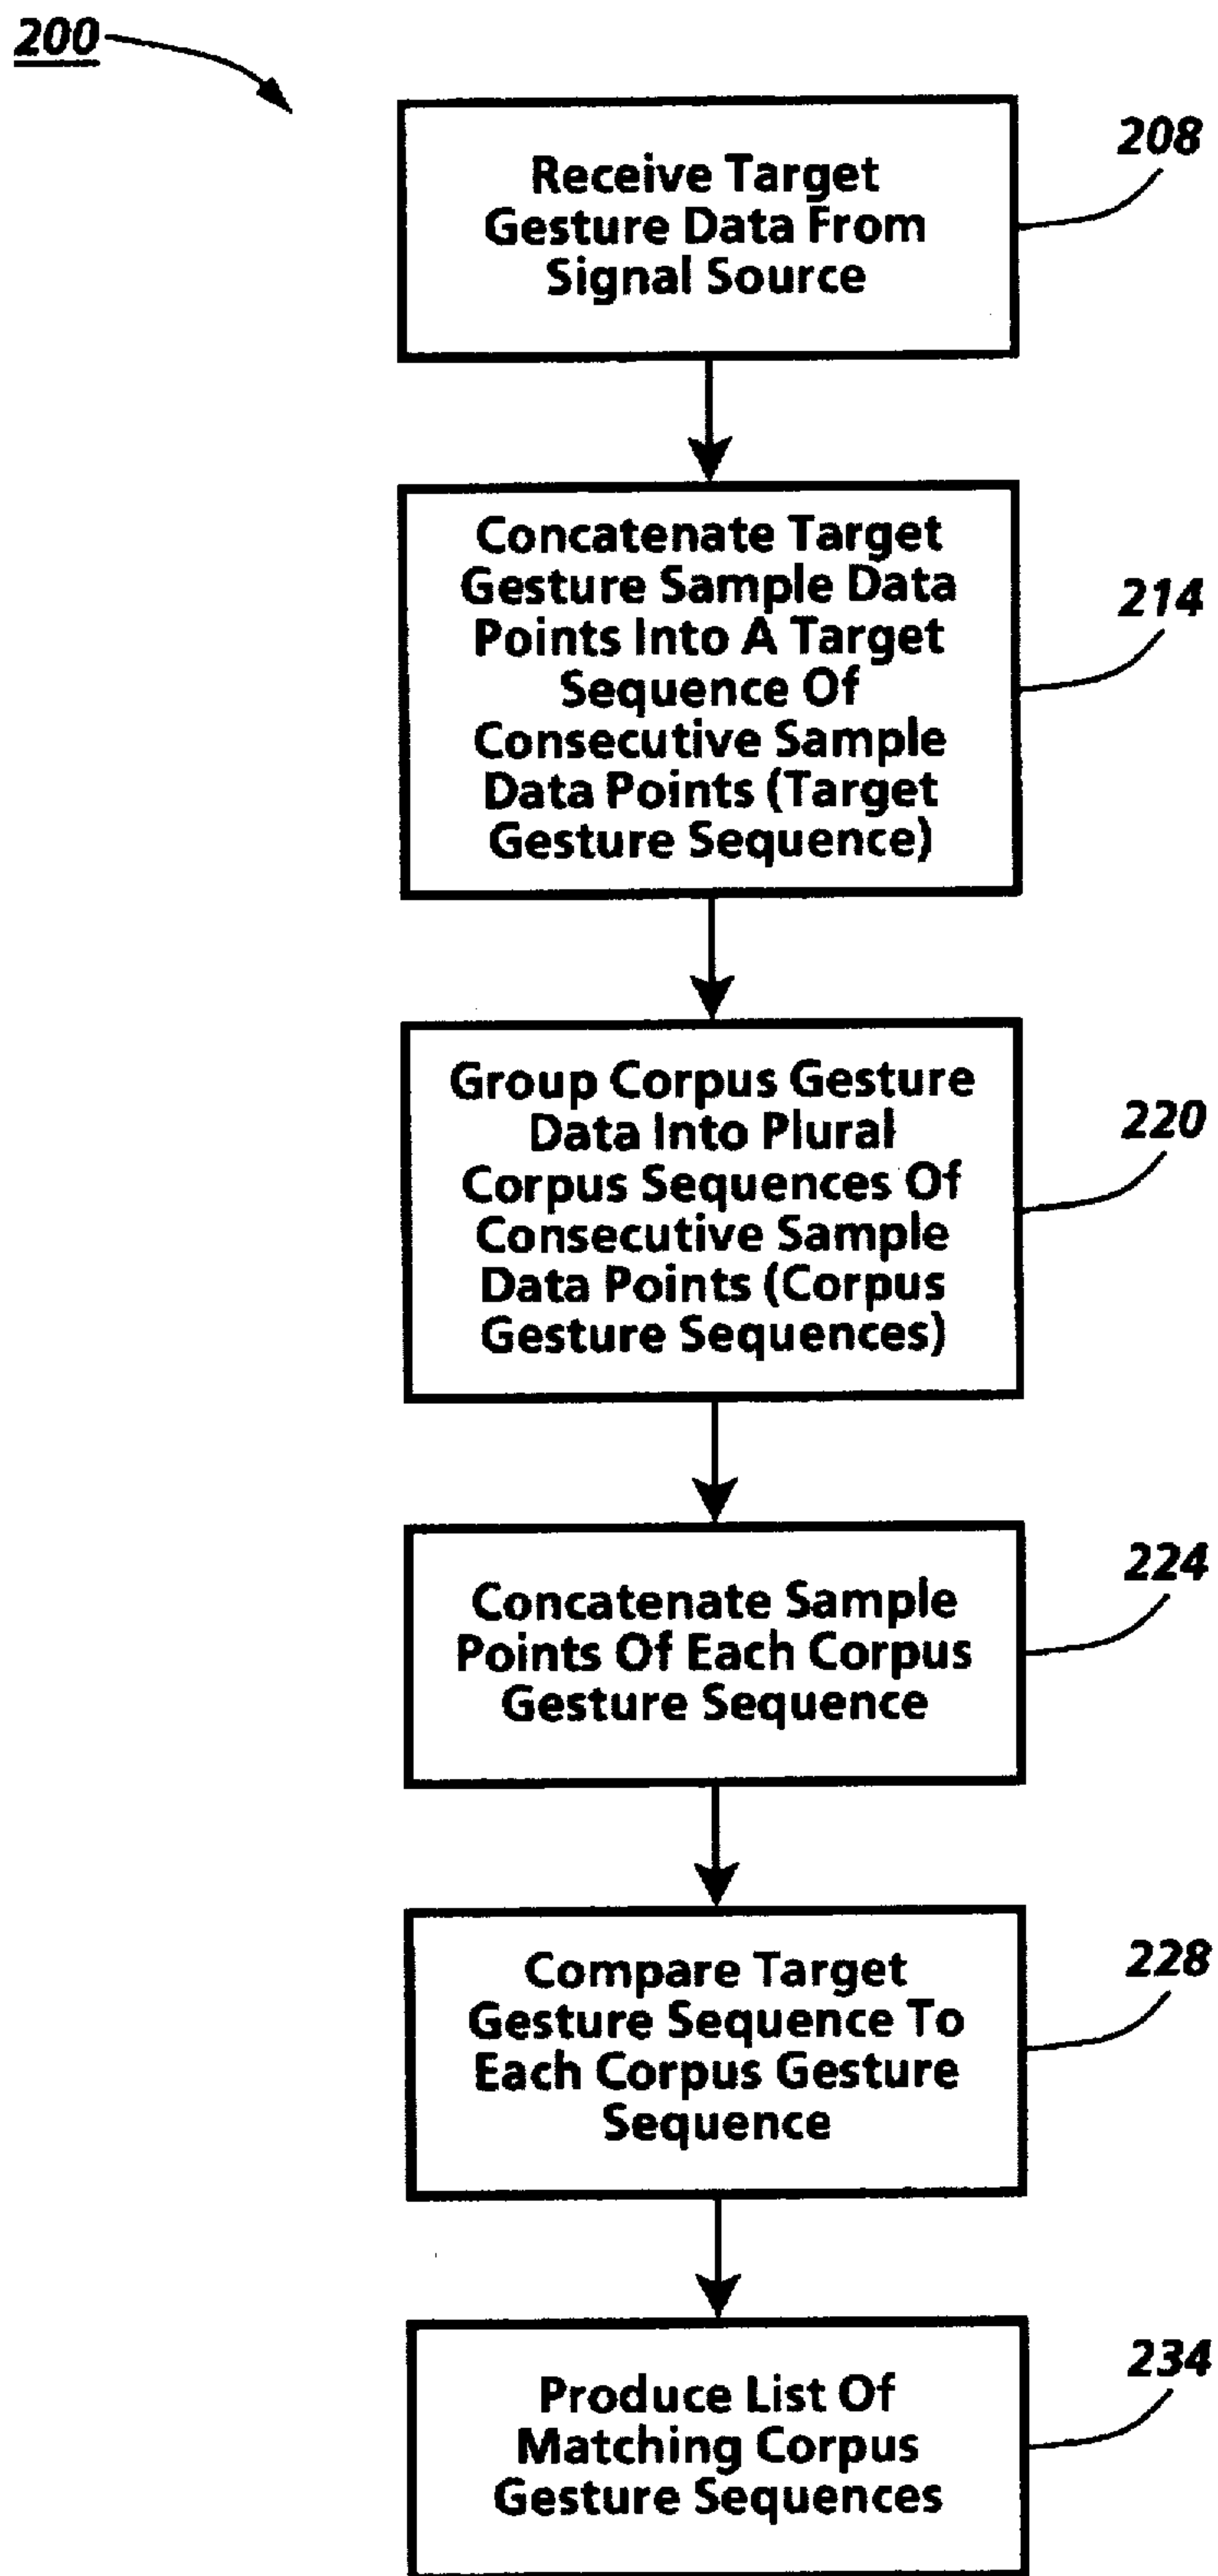 200
208
Receive Target
Gesture Data From
Signal Source
214
Concatenate Target
Gesture Sample Data
Points Into A Target
Sequence Of
Consecutive Sample
Data Points (Target
Gesture Sequence)
220
Group Corpus Gesture
Data Into Plural
Corpus Sequences Of
Consecutive Sample
Data Points (Corpus
Gesture Sequences)
224
Concatenate Sample
Points Of Each Corpus
Gesture Sequence
228
Compare Target
Gesture Sequence To
Each Corpus Gesture
Sequence
234
Produce List Of
Matching Corpus
Gesture Sequences